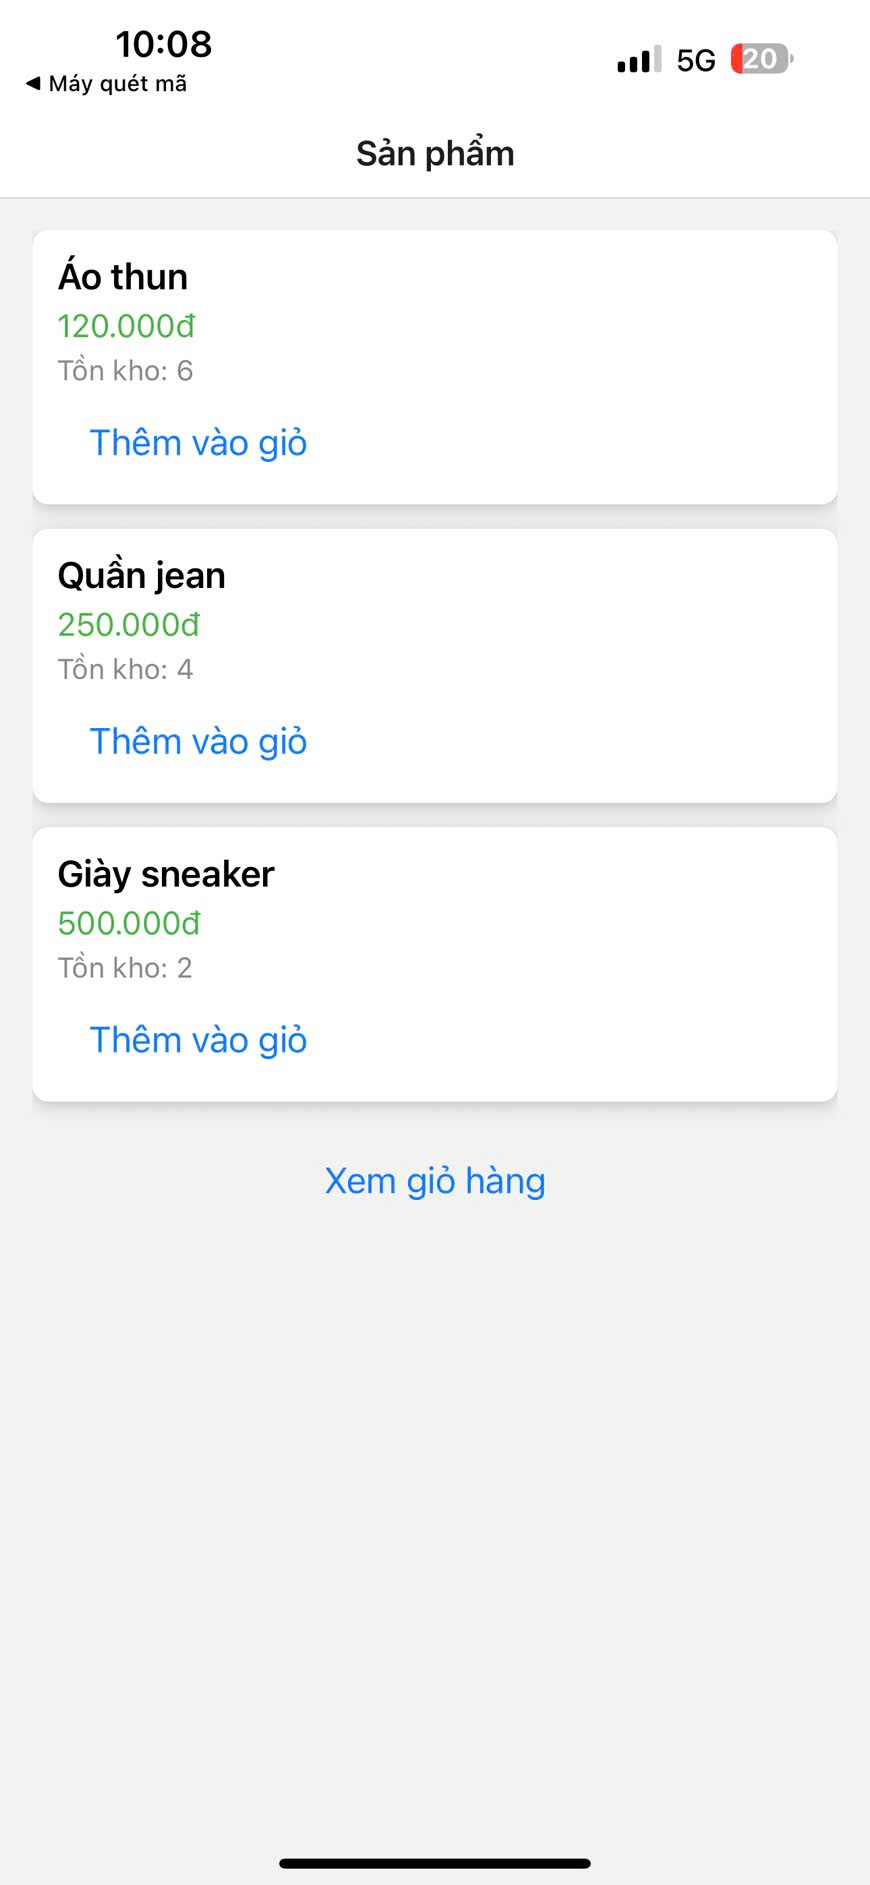 10:08
5G 20
◀ Máy quét mã
Sản phẩm
Áo thun
120.000đ
Tồn kho: 6
Thêm vào giỏ
Quần jean
250.000đ
Tồn kho: 4
Thêm vào giỏ
Giày sneaker
500.000đ
Tồn kho: 2
Thêm vào giỏ
Xem giỏ hàng